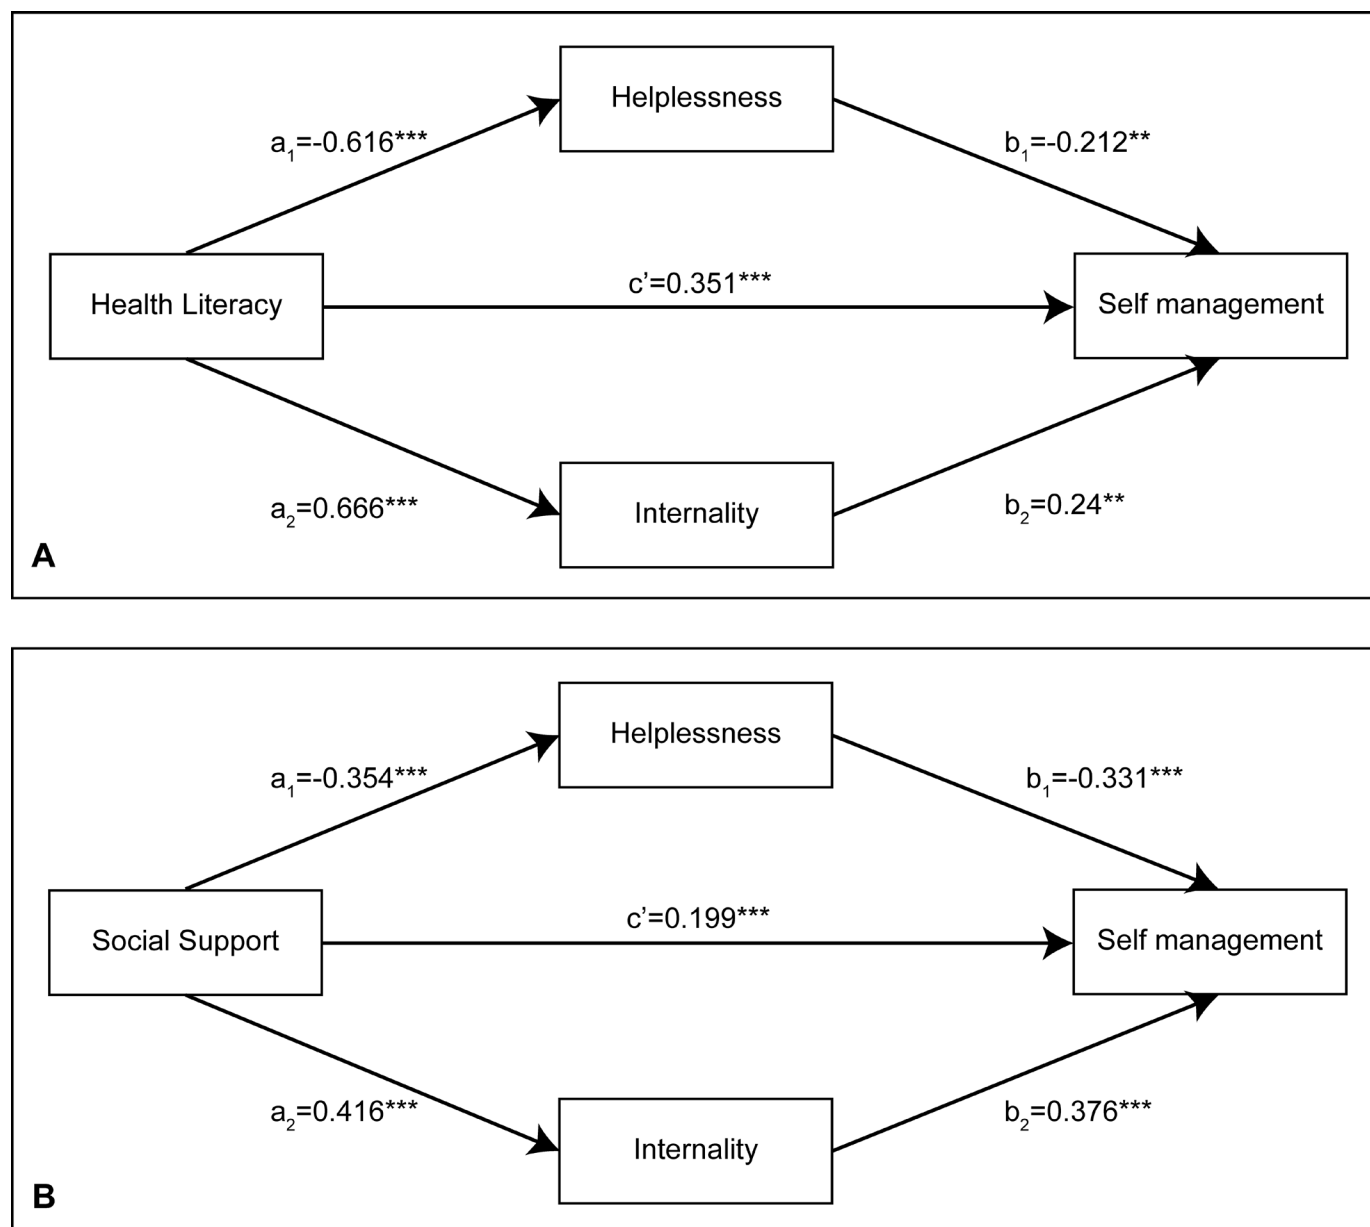 Helplessness
a₁=-0.616***
b₁=-0.212**
c’=0.351***
Health Literacy
Self management
a₂=0.666***
Internality
b₂=0.24**
A
Helplessness
a₁=-0.354***
b₁=-0.331***
c’=0.199***
Social Support
Self management
a₂=0.416***
b₂=0.376***
Internality
B